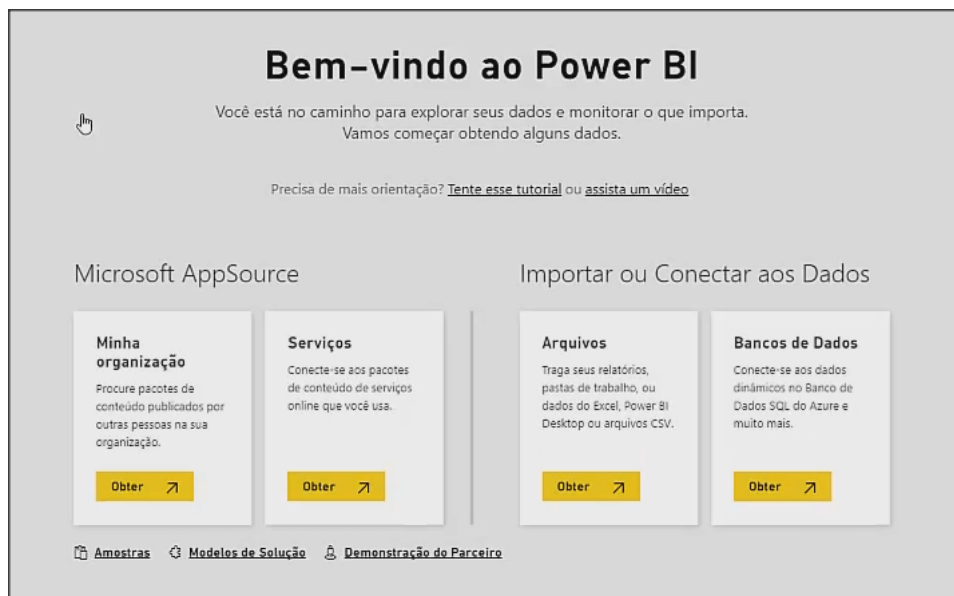 Bem-vindo ao Power BI
Você está no caminho para explorar seus dados e monitorar o que importa.
Vamos começar obtendo alguns dados.
Precisa de mais orientação? Tente esse tutorial ou assista um vídeo
Microsoft AppSource
Minha
organização
Procure pacotes de
conteúdo publicados por
outras pessoas na sua
organização.
Obter
Serviços
Conecte-se aos pacotes
de conteúdo de serviços
online que você usa.
Obter
Importar ou Conectar aos Dados
Arquivos
Traga seus relatórios,
pastas de trabalho, ou
dados do Excel, Power BI
Desktop ou arquivos CSV.
Obter
Bancos de Dados
Conecte-se aos dados
dinâmicos no Banco de
Dados SQL do Azure e
muito mais.
Obter
Amostras Modelos de Solução Demonstração do Parceiro